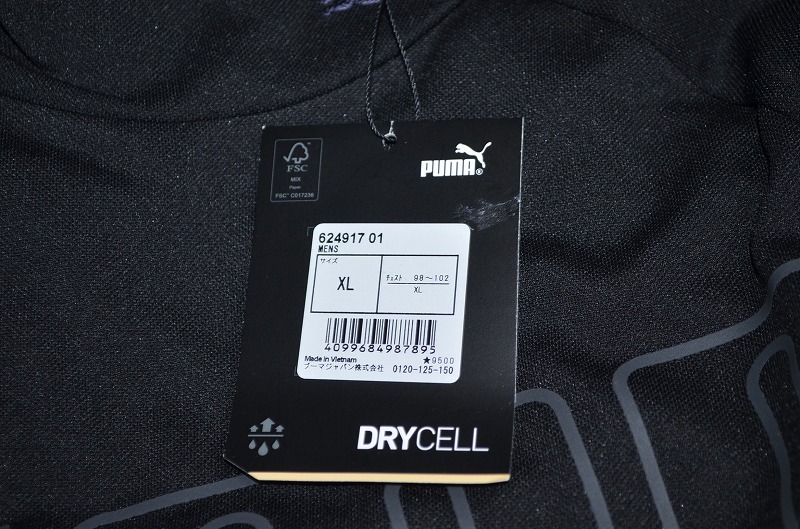 FSC
MIX
Paper
FSC® C017236
PUMA®
624917 01
MENS
サイズ
XL
チェスト 98〜102
XL
4099684987895
Made in Vietnam ★9500
プーマジャパン株式会社 0120-125-150
DRYCELL